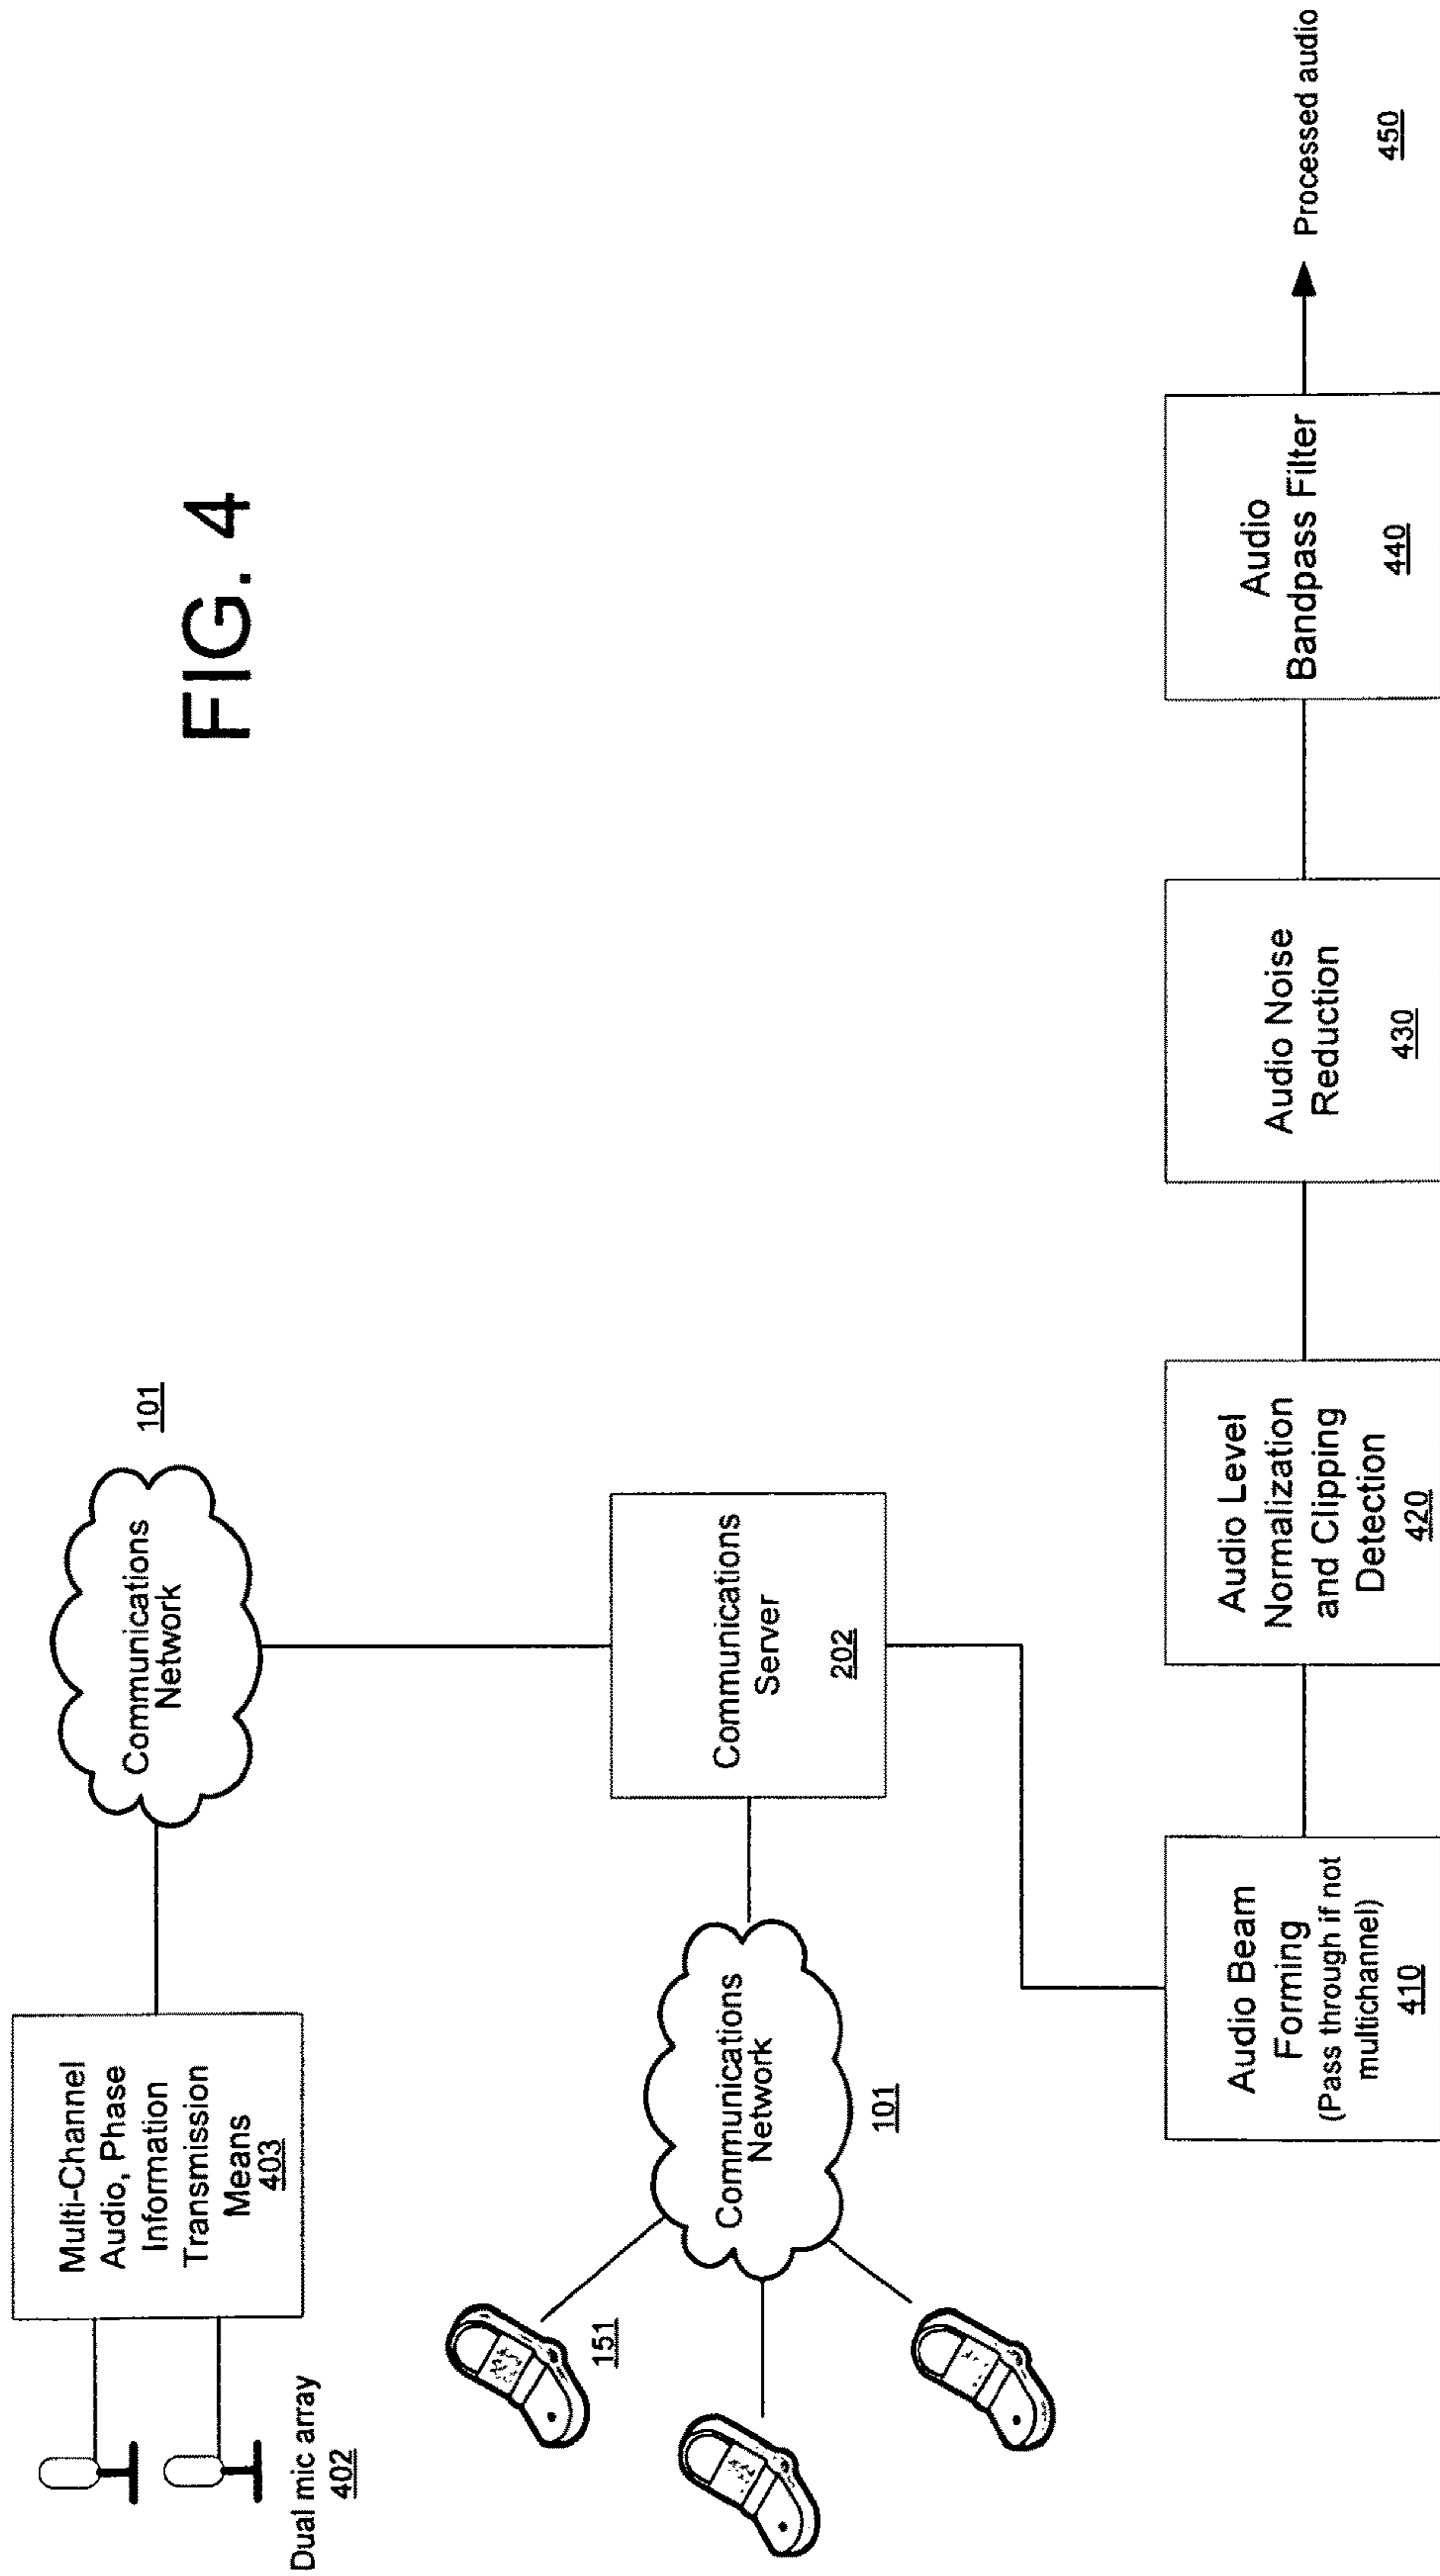 FIG. 4
Multi-Channel
Audio, Phase
Information
Transmission
Means
403
Communications
Network
101
Dual mic array
402
151
Communications
Network
101
Communications
Server
202
Audio Beam
Forming
(Pass through if not
multichannel)
410
Audio Level
Normalization
and Clipping
Detection
420
Audio Noise
Reduction
430
Audio
Bandpass Filter
440
Processed audio
450